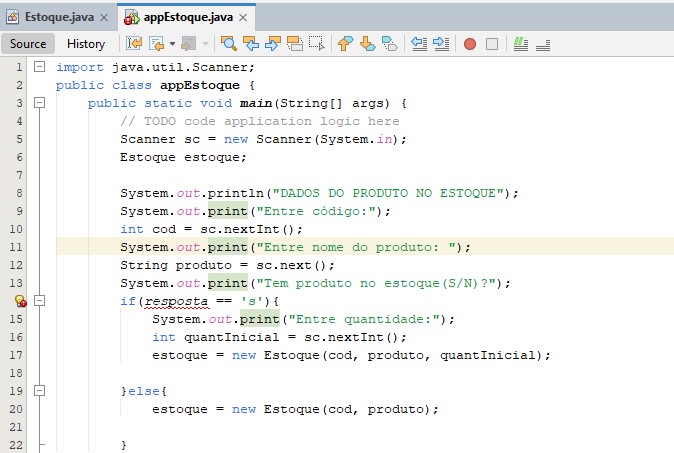 Estoque.java appEstoque.java
Source History
1 import java.util.Scanner;
2 public class appEstoque {
3 public static void main(String[] args) {
4 // TODO code application logic here
5 Scanner sc = new Scanner(System.in);
6 Estoque estoque;
7
8 System.out.println("DADOS DO PRODUTO NO ESTOQUE");
9 System.out.print("Entre código:");
10 int cod = sc.nextInt();
11 System.out.print("Entre nome do produto: ");
12 String produto = sc.next();
13 System.out.print("Tem produto no estoque(S/N)?");
if(resposta == 's'){
15 System.out.print("Entre quantidade:");
16 int quantInicial = sc.nextInt();
17 estoque = new Estoque(cod, produto, quantInicial);
18
19 }else{
20 estoque = new Estoque(cod, produto);
21
22 }